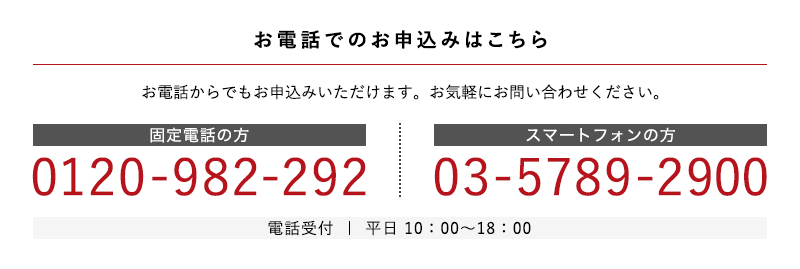 お電話でのお申込みはこちら
お電話からでもお申込みいただけます。お気軽にお問い合わせください。
固定電話の方
0120-982-292
スマートフォンの方
03-5789-2900
電話受付 | 平日 10：00～18：00